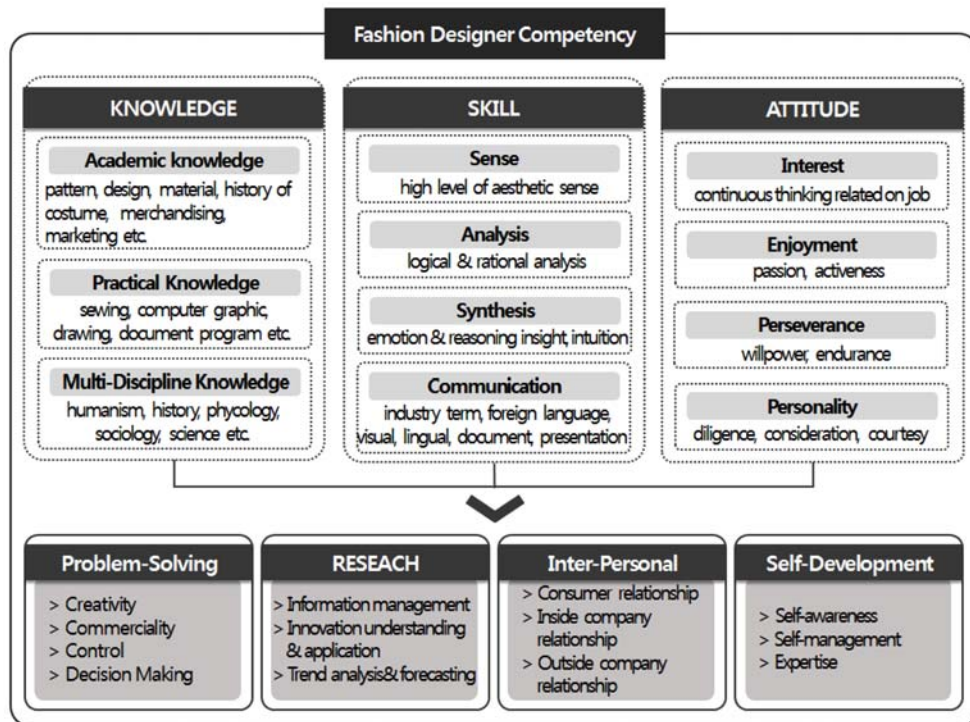 Fashion Designer Competency
KNOWLEDGE
Academic knowledge
pattern, design, material, history of
costume, merchandising,
marketing etc.
Practical Knowledge
sewing, computer graphic,
drawing, document program etc.
Multi-Discipline Knowledge
humanism, history, phycology,
sociology, science etc.
SKILL
Sense
high level of aesthetic sense
Analysis
logical & rational analysis
Synthesis
emotion & reasoning insight, intuition
Communication
industry term, foreign language,
visual, lingual, document, presentation
ATTITUDE
Interest
continuous thinking related on job
Enjoyment
passion, activeness
Perseverance
willpower, endurance
Personality
diligence, consideration, courtesy
Problem-Solving
> Creativity
> Commerciality
> Control
> Decision Making
RESEACH
> Information management
> Innovation understanding
& application
> Trend analysis& forecasting
Inter-Personal
> Consumer relationship
> Inside company
relationship
> Outside company
relationship
Self-Development
> Self-awareness
> Self-management
> Expertise